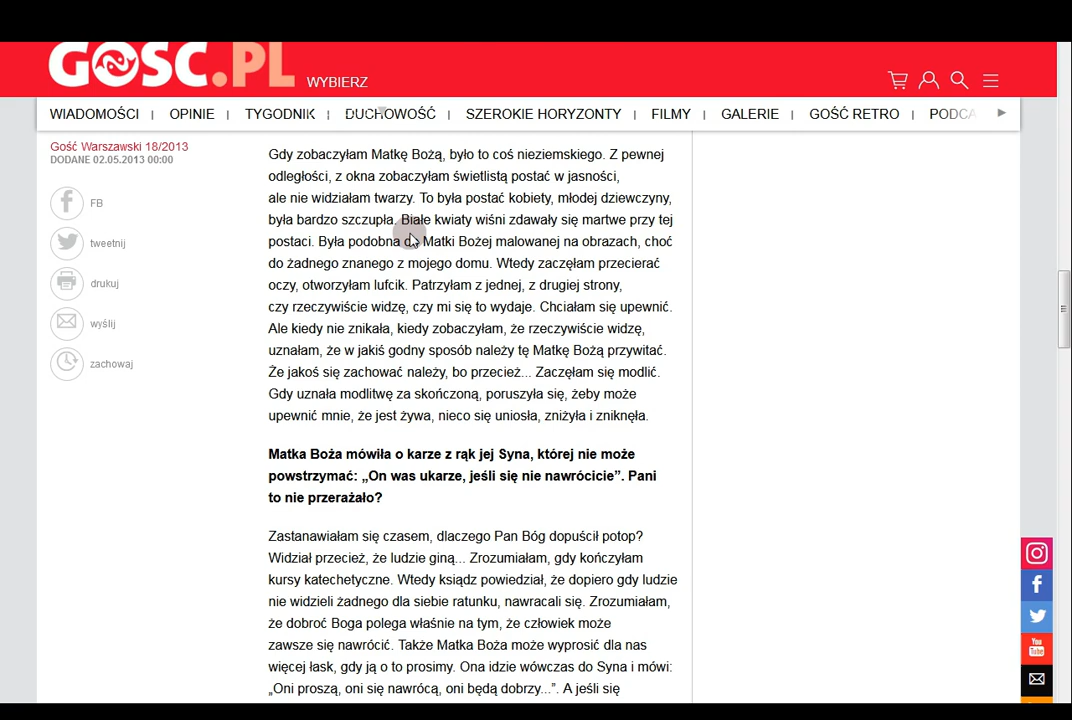 GOSC.PL
WYBIERZ
WIADOMOŚCI | OPINIE | TYGODNIK | DUCHOWOŚĆ | SZEROKIE HORYZONTY | FILMY | GALERIE | GOŚĆ RETRO | PODCA
Gość Warszawski 18/2013
DODANE 02.05.2013 00:00
FB
tweetnij
drukuj
wyślij
zachowaj
Gdy zobaczyłam Matkę Bożą, było to coś nieziemskiego. Z pewnej
odległości, z okna zobaczyłam świetlistą postać w jasności,
ale nie widziałam twarzy. To była postać kobiety, młodej dziewczyny,
była bardzo szczupła. Białe kwiaty wiśni zdawały się martwe przy tej
postaci. Była podobna do Matki Bożej malowanej na obrazach, choć
do żadnego znanego z mojego domu. Wtedy zaczęłam przecierać
oczy, otworzyłam lufcik. Patrzyłam z jednej, z drugiej strony,
czy rzeczywiście widzę, czy mi się to wydaje. Chciałam się upewnić.
Ale kiedy nie znikała, kiedy zobaczyłam, że rzeczywiście widzę,
uznałam, że w jakiś godny sposób należy tę Matkę Bożą przywitać.
Że jakoś się zachować należy, bo przecież... Zaczęłam się modlić.
Gdy uznała modlitwę za skończoną, poruszyła się, żeby może
upewnić mnie, że jest żywa, nieco się uniosła, zniżyła i zniknęła.
Matka Boża mówiła o karze z rąk jej Syna, której nie może
powstrzymać: „On was ukarze, jeśli się nie nawrócicie”. Pani
to nie przerażało?
Zastanawiałam się czasem, dlaczego Pan Bóg dopuścił potop?
Widział przecież, że ludzie giną... Zrozumiałam, gdy kończyłam
kursy katechetyczne. Wtedy ksiądz powiedział, że dopiero gdy ludzie
nie widzieli żadnego dla siebie ratunku, nawracali się. Zrozumiałam,
że dobroć Boga polega właśnie na tym, że człowiek może
zawsze się nawrócić. Także Matka Boża może wyprosić dla nas
więcej łask, gdy ją o to prosimy. Ona idzie wówczas do Syna i mówi:
„Oni proszą, oni się nawrócą, oni będą dobrzy...”. A jeśli się
You
Tube